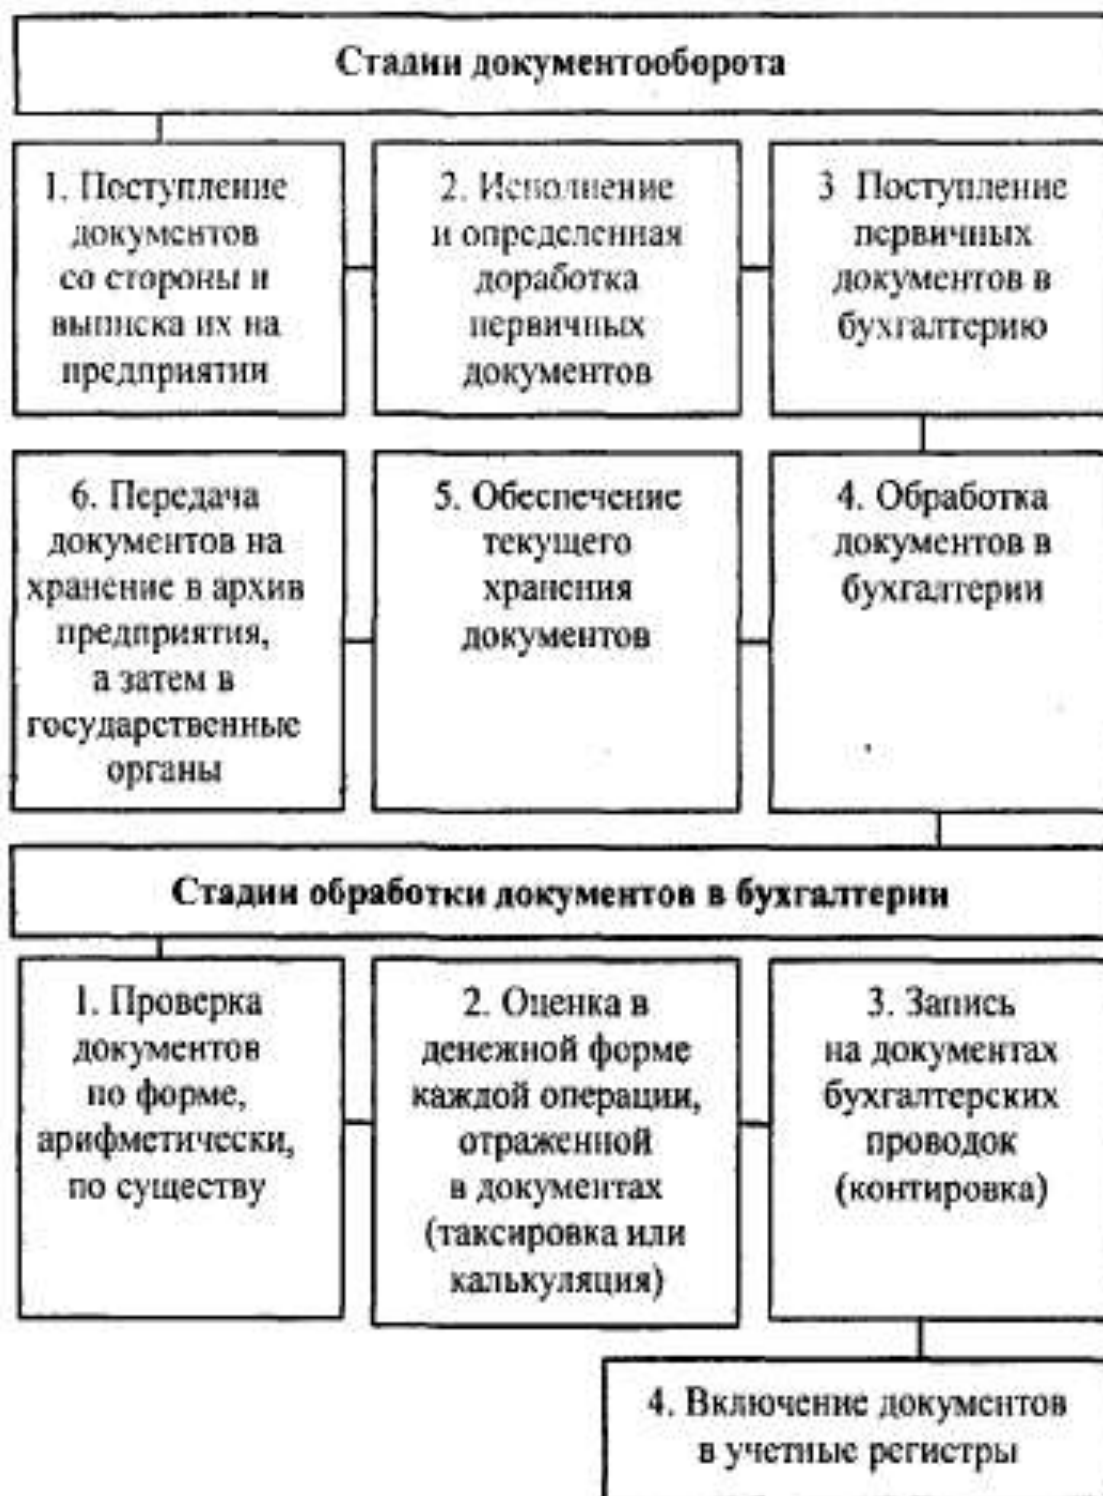 Стадии документооборота
1. Поступление
документов
со стороны и
выписка их на
предприятии
2. Исполнение
и определенная
доработка
первичных
документов
3 Поступление
первичных
документов в
бухгалтерию
4. Обработка
документов в
бухгалтерии
5. Обеспечение
текущего
хранения
документов
6. Передача
документов на
хранение в архив
предприятия,
а затем в
государственные
органы
Стадии обработки документов в бухгалтерии
1. Проверка
документов
по форме,
арифметически,
по существу
2. Оценка в
денежной форме
каждой операции,
отраженной
в документах
(таксировка или
калькуляция)
3. Запись
на документах
бухгалтерских
проводок
(контировка)
4. Включение документов
в учетные регистры